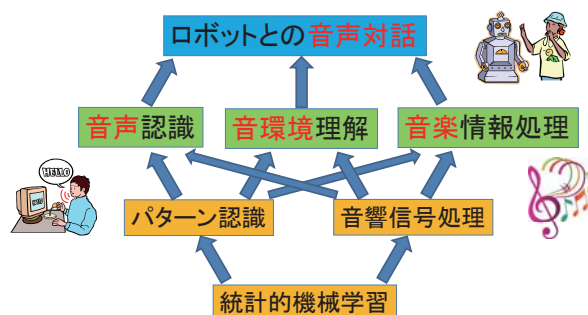 ロボットとの音声対話
音声認識
音環境理解
音楽情報処理
HELLO
パターン認識
音響信号処理
統計的機械学習